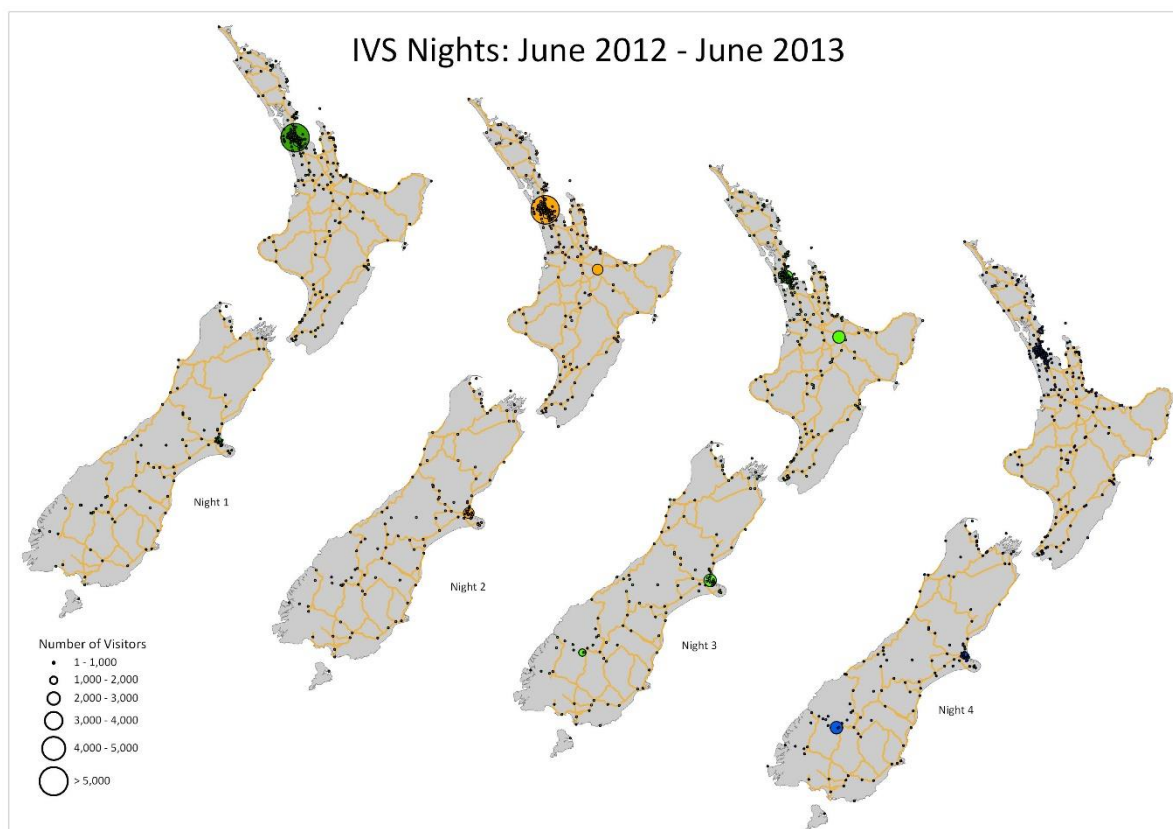 IVS Nights: June 2012 - June 2013
Night 1
Night 2
Night 3
Night 4
Number of Visitors
1 - 1,000
1,000 - 2,000
2,000 - 3,000
3,000 - 4,000
4,000 - 5,000
> 5,000